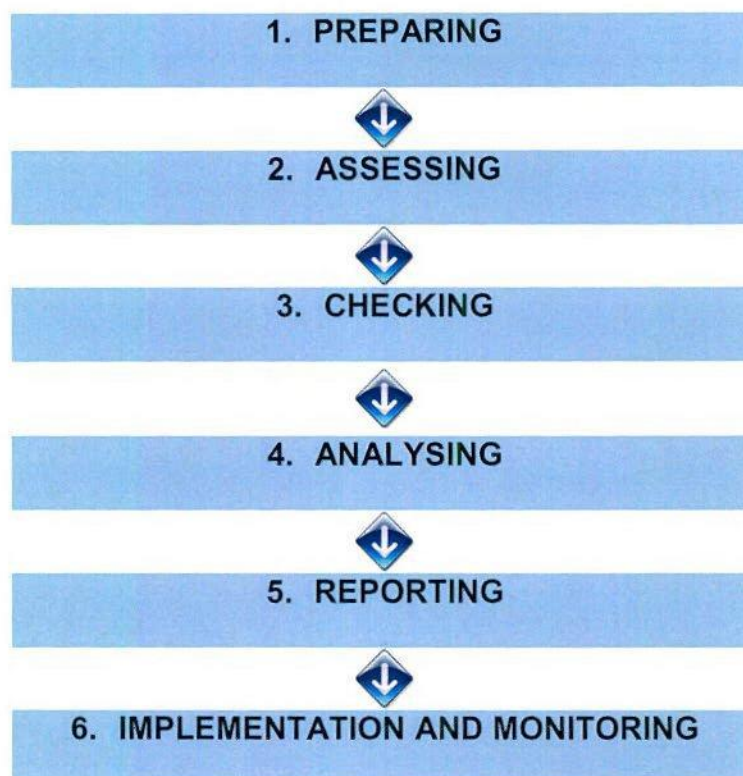 1. PREPARING
2. ASSESSING
3. CHECKING
4. ANALYSING
5. REPORTING
6. IMPLEMENTATION AND MONITORING